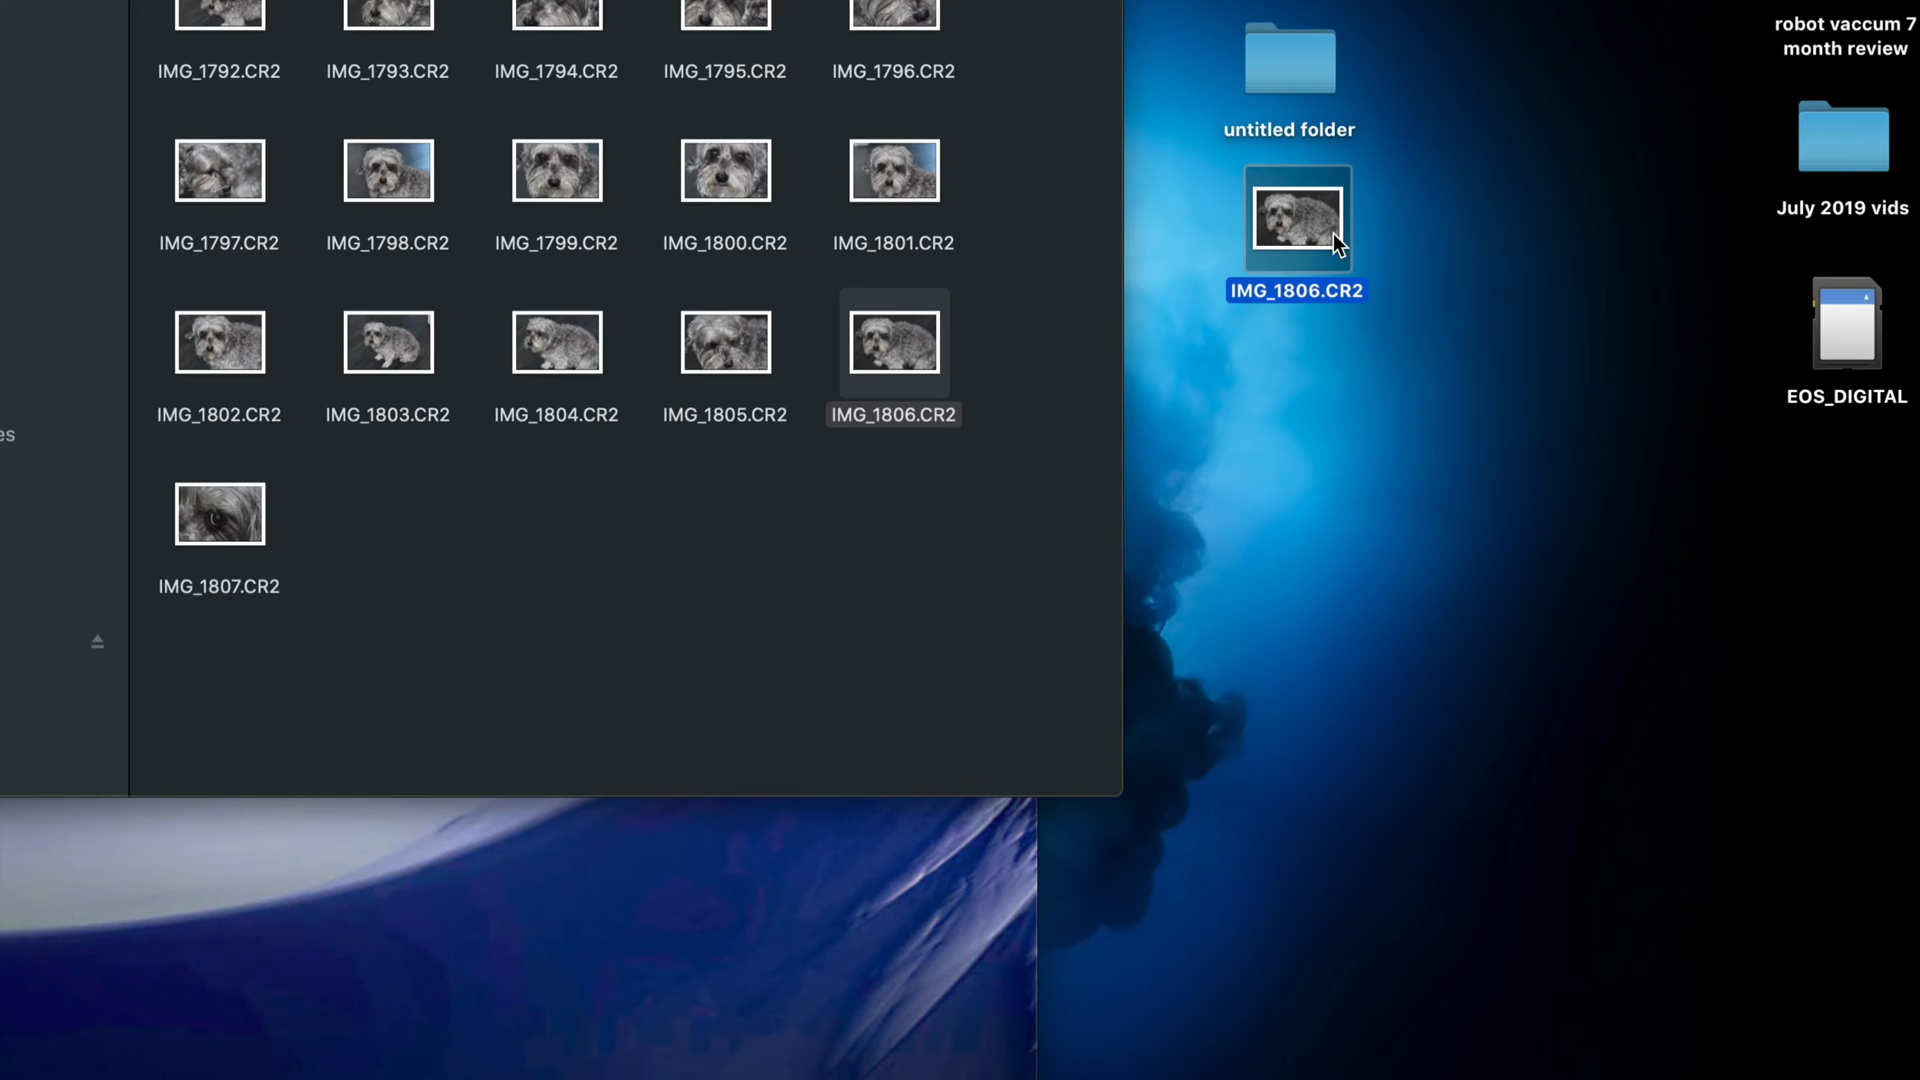 robot vaccum 7
month review
IMG_1792.CR2
IMG_1793.CR2
IMG_1794.CR2
IMG_1795.CR2
IMG_1796.CR2
untitled folder
July 2019 vids
IMG_1797.CR2
IMG_1798.CR2
IMG_1799.CR2
IMG_1800.CR2
IMG_1801.CR2
IMG_1806.CR2
EOS_DIGITAL
IMG_1802.CR2
IMG_1803.CR2
IMG_1804.CR2
IMG_1805.CR2
IMG_1806.CR2
es
IMG_1807.CR2